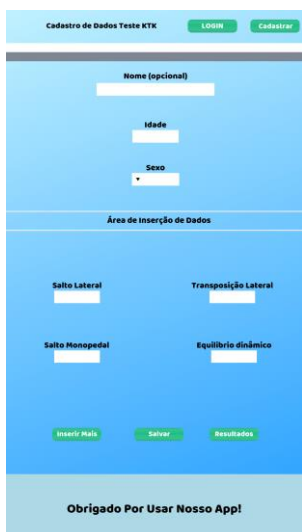 Cadastro de Dados Teste KTK LOGIN Cadastrar
Nome (opcional)
Idade
Sexo
Área de Inserção de Dados
Salto Lateral Transposição Lateral
Salto Monopedal Equilíbrio dinâmico
Inserir Mais Salvar Resultados
Obrigado Por Usar Nosso App!